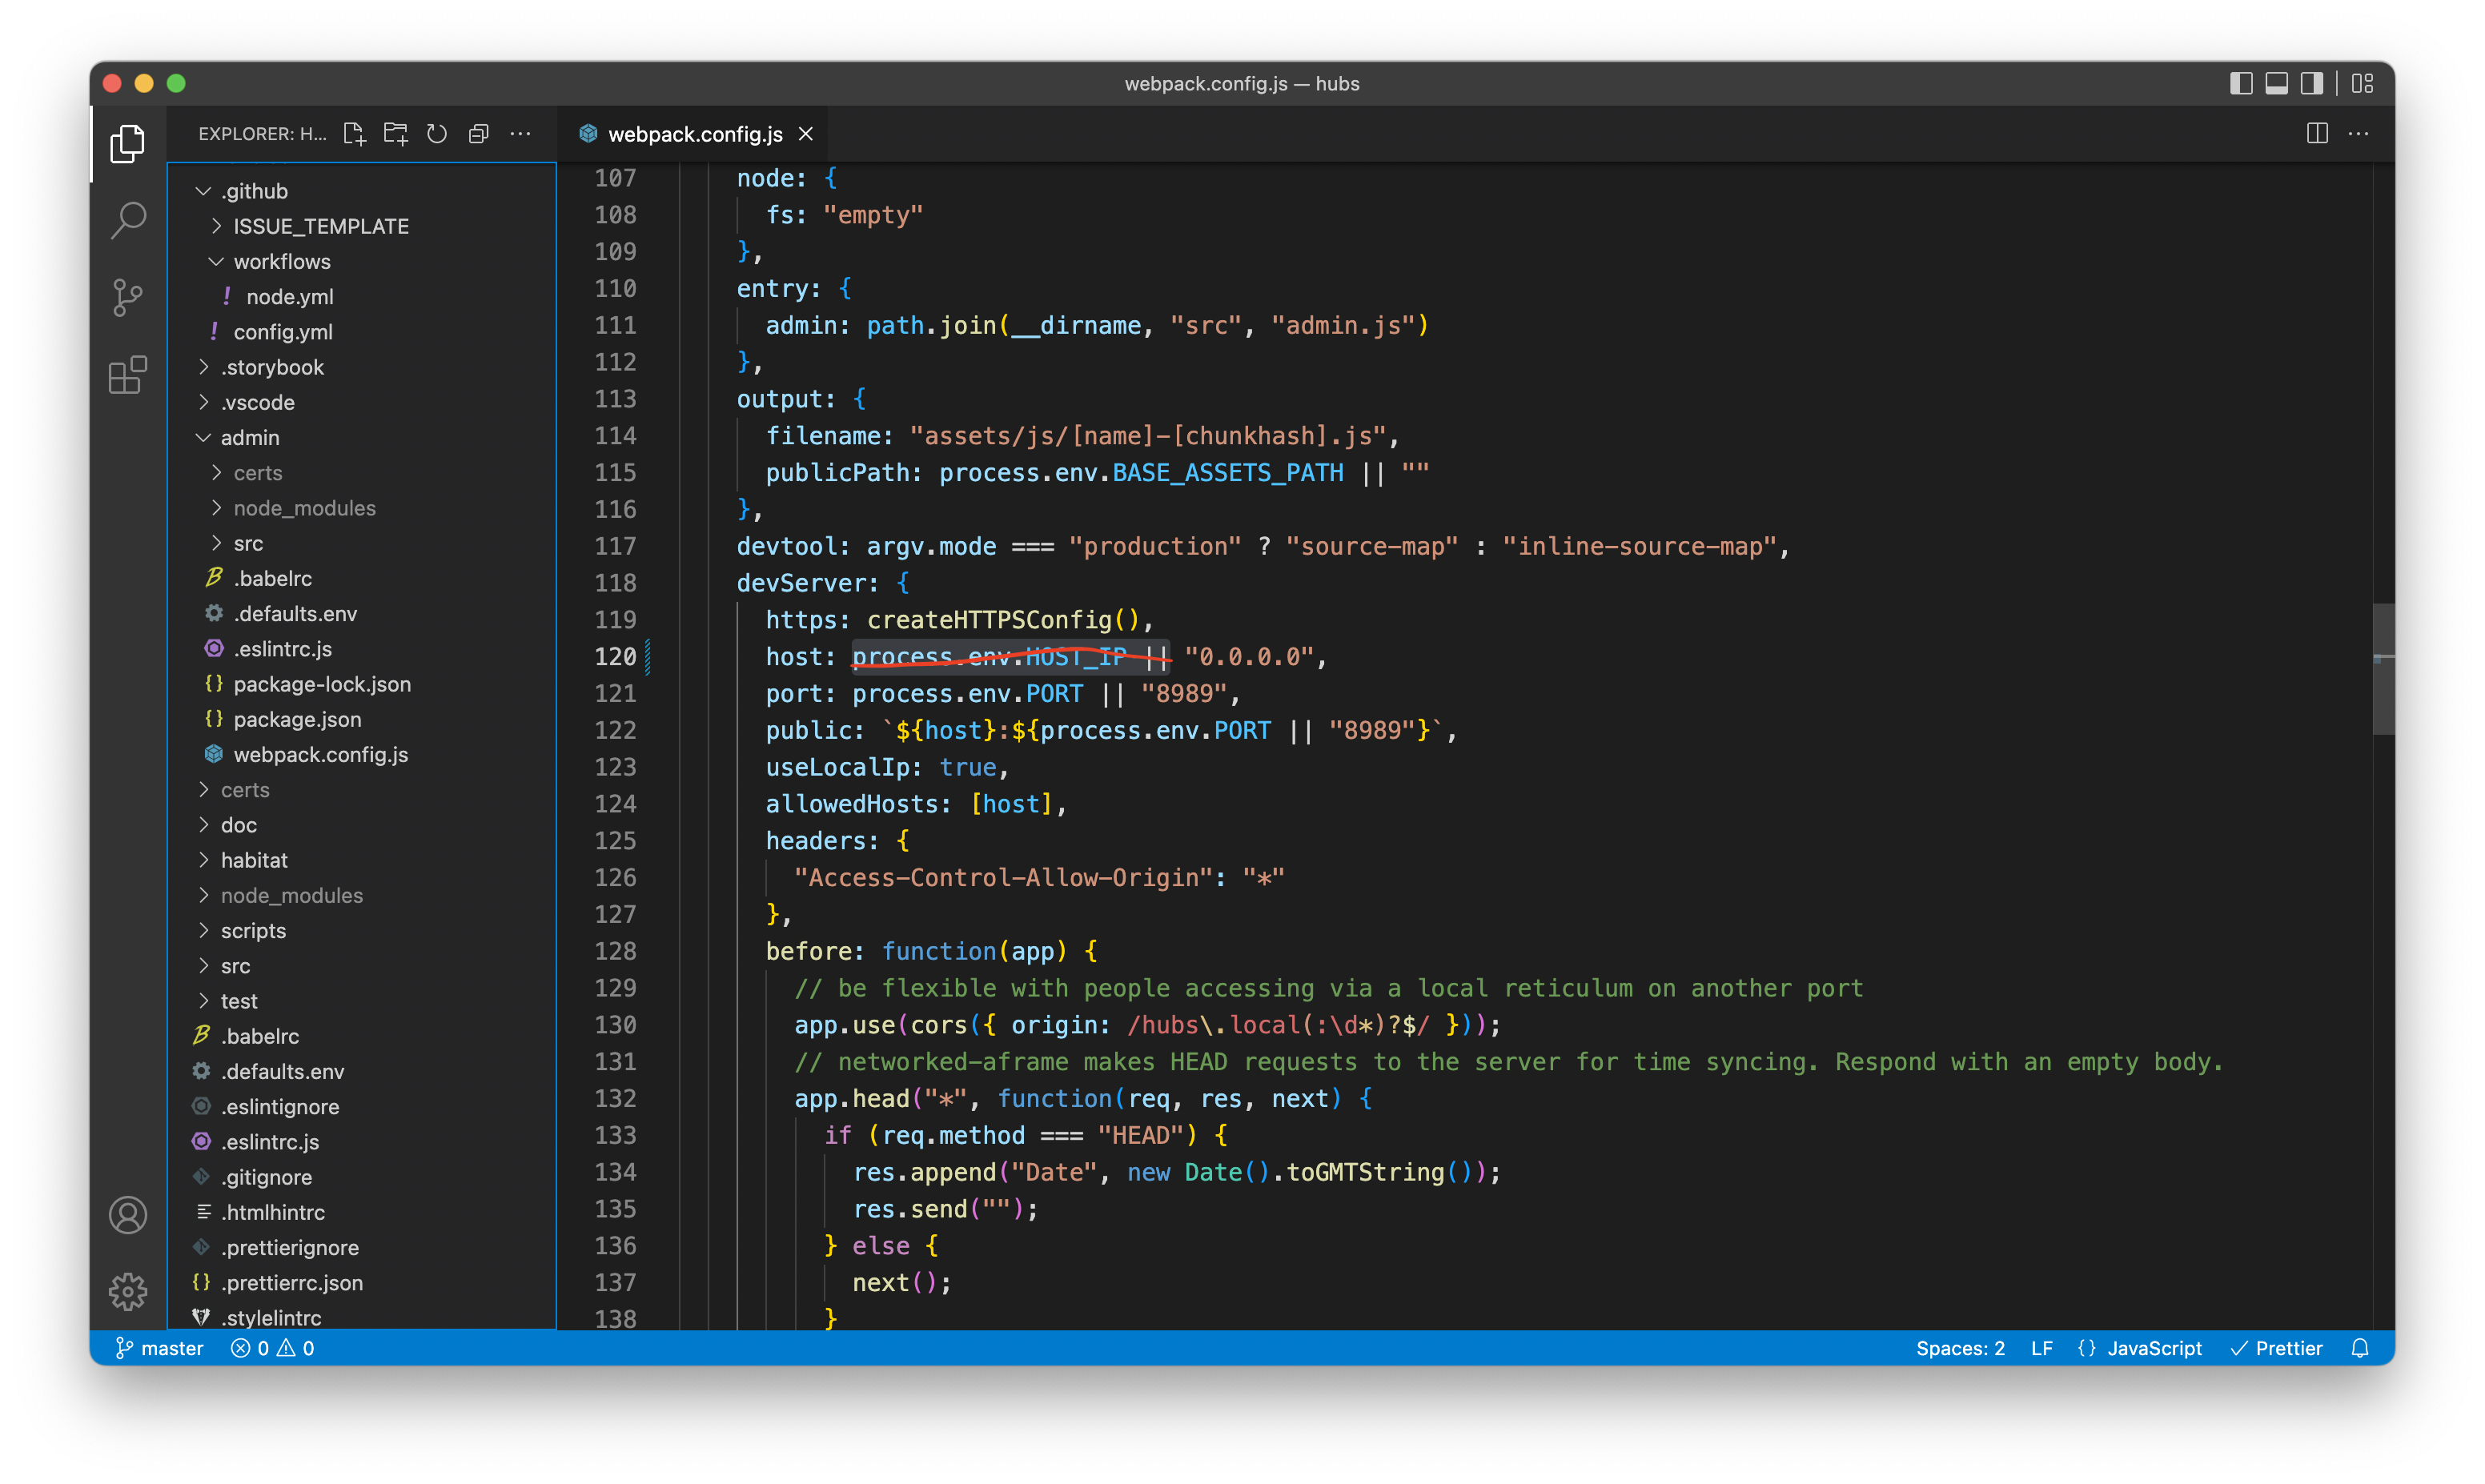 webpack.config.js — hubs
EXPLORER: H...
webpack.config.js
.github
ISSUE_TEMPLATE
workflows
! node.yml
! config.yml
.storybook
.vscode
admin
certs
node_modules
src
.babelrc
.defaults.env
.eslintrc.js
{} package-lock.json
{} package.json
webpack.config.js
certs
doc
habitat
node_modules
scripts
src
test
.babelrc
.defaults.env
.eslintignore
.eslintrc.js
.gitignore
.htmlhintrc
.prettierignore
{} .prettierrc.json
.stylelintrc
107 node: {
108 fs: "empty"
109 },
110 entry: {
111 admin: path.join(__dirname, "src", "admin.js")
112 },
113 output: {
114 filename: "assets/js/[name]-[chunkhash].js",
115 publicPath: process.env.BASE_ASSETS_PATH || ""
116 },
117 devtool: argv.mode === "production" ? "source-map" : "inline-source-map",
118 devServer: {
119 https: createHTTPSConfig(),
120 host: process.env.HOST_IP || "0.0.0.0",
121 port: process.env.PORT || "8989",
122 public: `${host}:${process.env.PORT || "8989"}`,
123 useLocalIp: true,
124 allowedHosts: [host],
125 headers: {
126 "Access-Control-Allow-Origin": "*"
127 },
128 before: function(app) {
129 // be flexible with people accessing via a local reticulum on another port
130 app.use(cors({ origin: /hubs\.local(:\d*)?$/ }));
131 // networked-aframe makes HEAD requests to the server for time syncing. Respond with an empty body.
132 app.head("*", function(req, res, next) {
133 if (req.method === "HEAD") {
134 res.append("Date", new Date().toGMTString());
135 res.send("");
136 } else {
137 next();
138 }
master 0 0 Spaces: 2 LF {} JavaScript Prettier